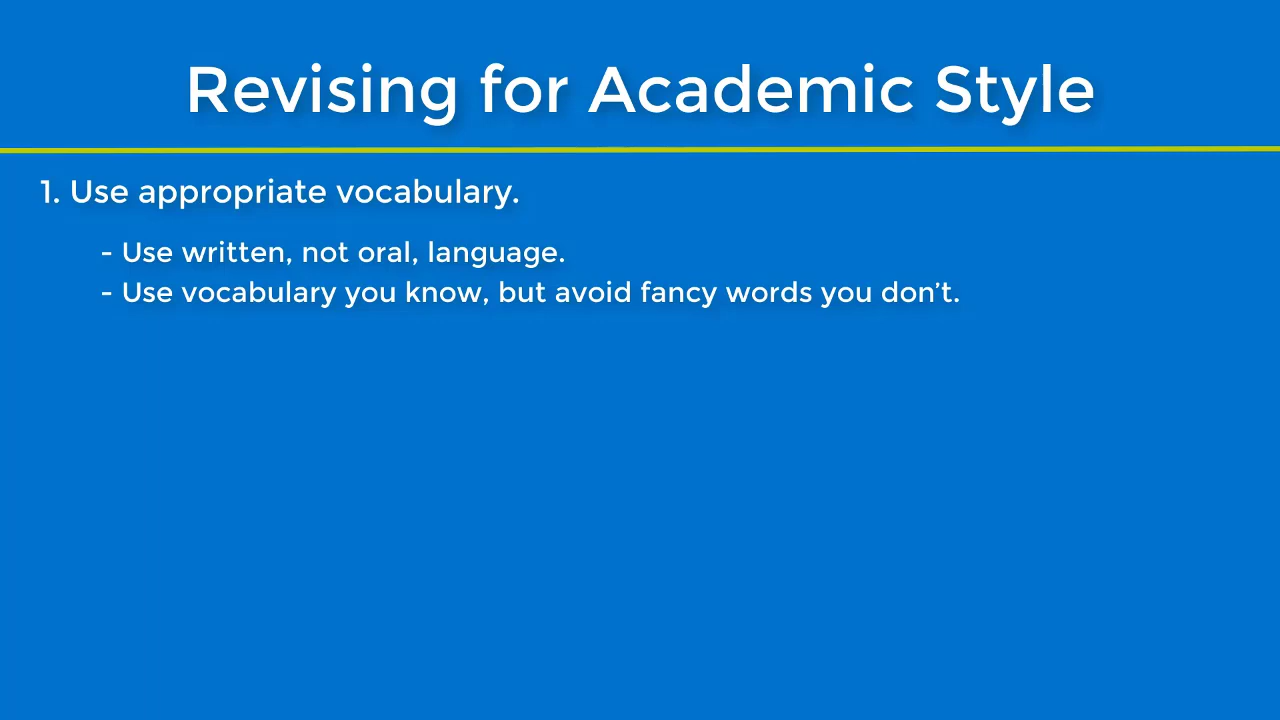 Revising for Academic Style
1. Use appropriate vocabulary.
- Use written, not oral, language.
- Use vocabulary you know, but avoid fancy words you don’t.